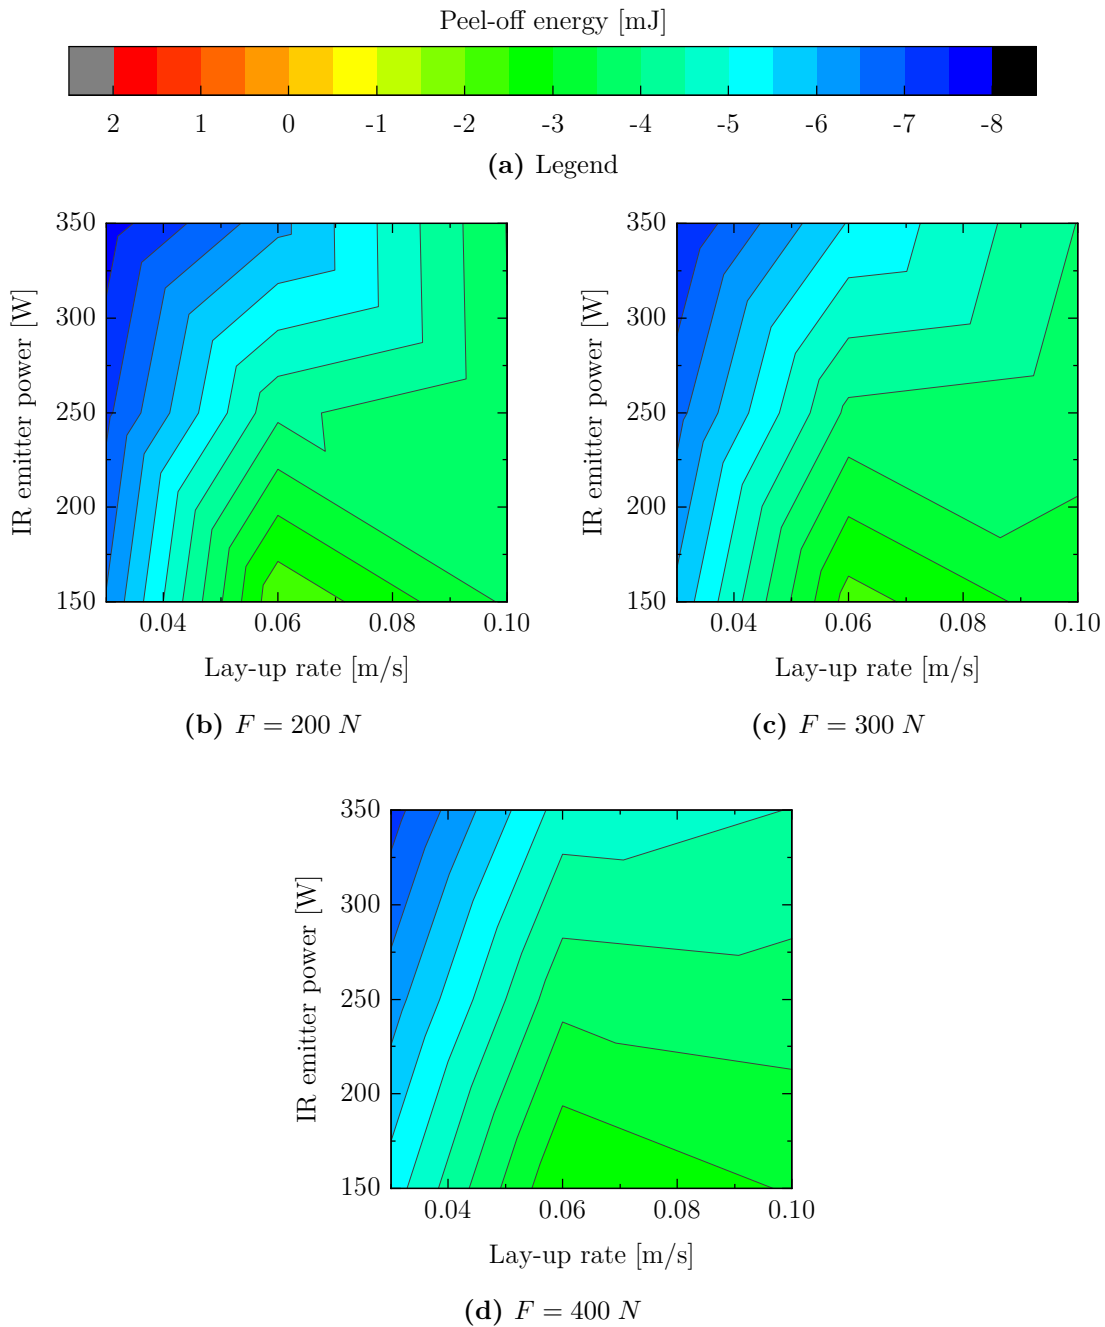 Peel-off energy [mJ]
2 1 0 -1 -2 -3 -4 -5 -6 -7 -8
(a) Legend
350
300
250
200
150
0.04 0.06 0.08 0.10
IR emitter power [W]
Lay-up rate [m/s]
(b) F = 200 N
350
300
250
200
150
0.04 0.06 0.08 0.10
IR emitter power [W]
Lay-up rate [m/s]
(c) F = 300 N
350
300
250
200
150
0.04 0.06 0.08 0.10
IR emitter power [W]
Lay-up rate [m/s]
(d) F = 400 N